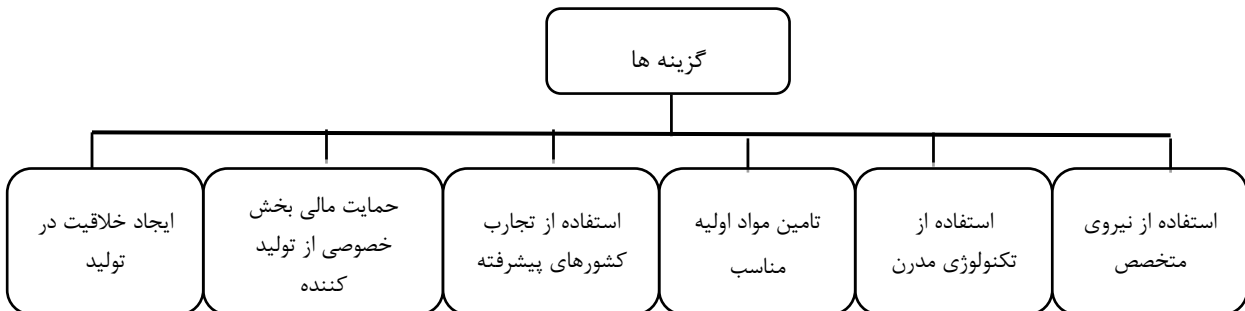 گزینه ها
استفاده از نیروی
متخصص
استفاده از
تکنولوژی مدرن
تامین مواد اولیه
مناسب
استفاده از تجارب
کشورهای پیشرفته
حمایت مالی بخش
خصوصی از تولید
کننده
ایجاد خلاقیت در
تولید